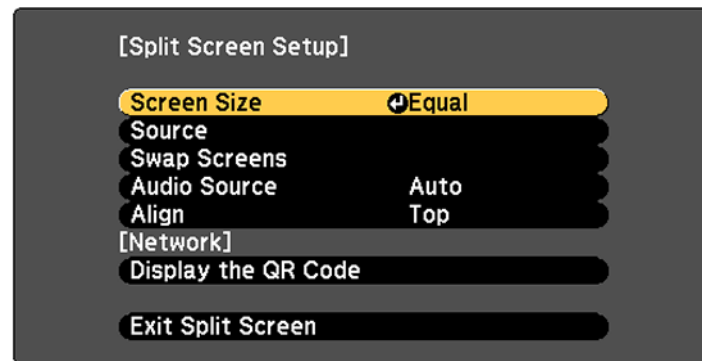 [Split Screen Setup]
Screen Size Equal
Source
Swap Screens
Audio Source Auto
Align Top
[Network]
Display the QR Code
Exit Split Screen